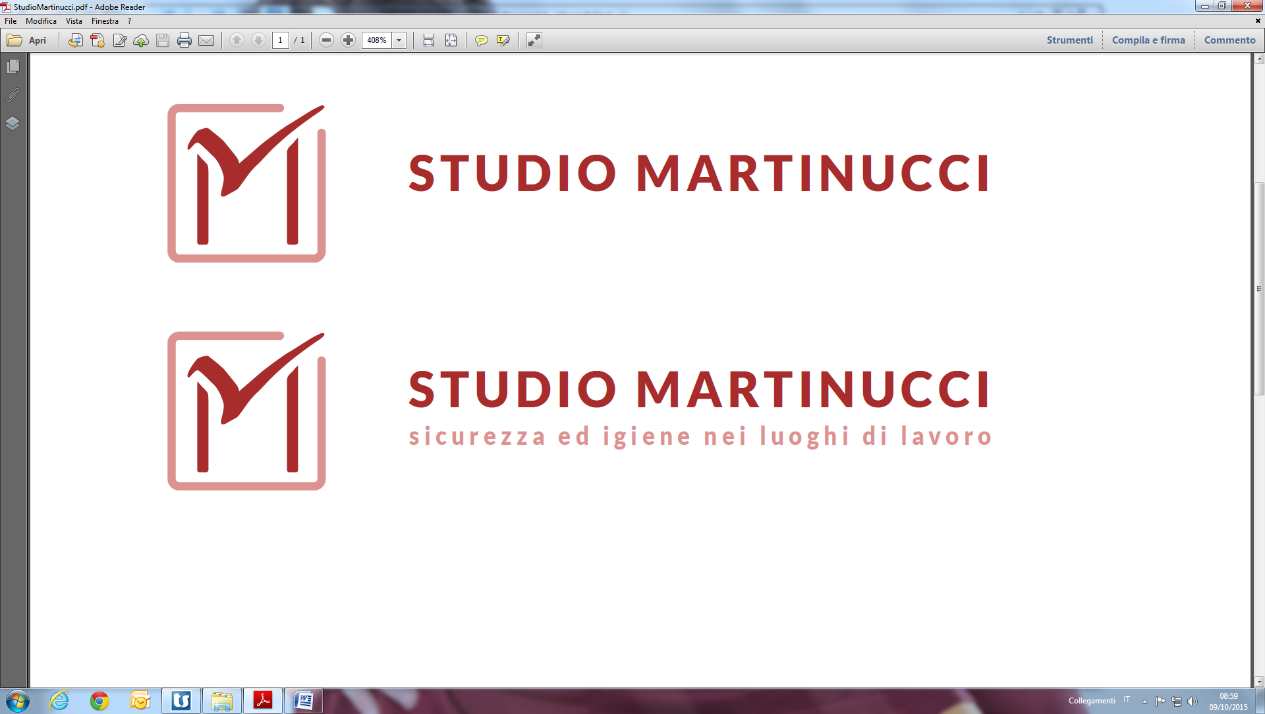 StudioMartinucci.pdf - Adobe Reader
File Modifica Vista Finestra ?
Apri 1 / 1 408% Strumenti Compila e firma Commento
STUDIO MARTINUCCI
STUDIO MARTINUCCI
sicurezza ed igiene nei luoghi di lavoro
Collegamenti IT 08:59
09/10/2015